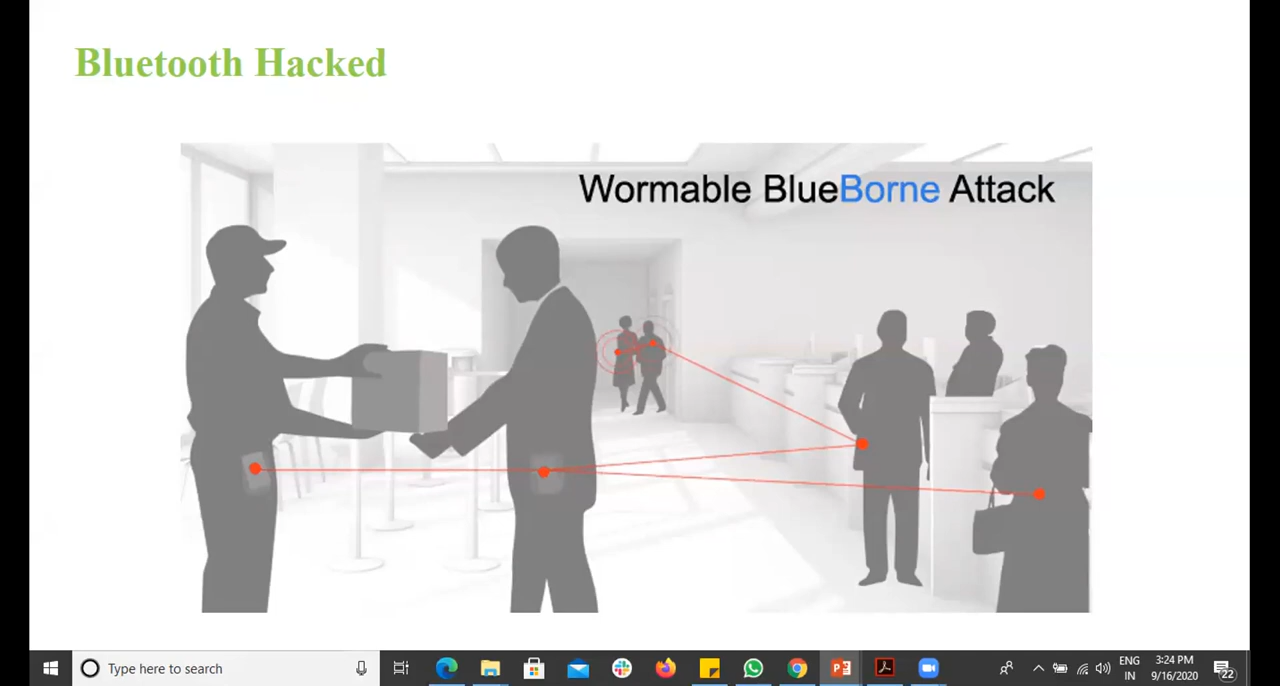 Bluetooth Hacked
Wormable BlueBorne Attack
Type here to search
ENG
IN
3:24 PM
9/16/2020
22